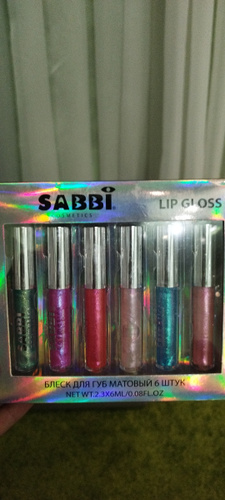 SABBI
COSMETICS
LIP GLOSS
БЛЕСК ДЛЯ ГУБ МАТОВЫЙ 6 ШТУК
NET WT.2.3X6ML/0.08FL.OZ